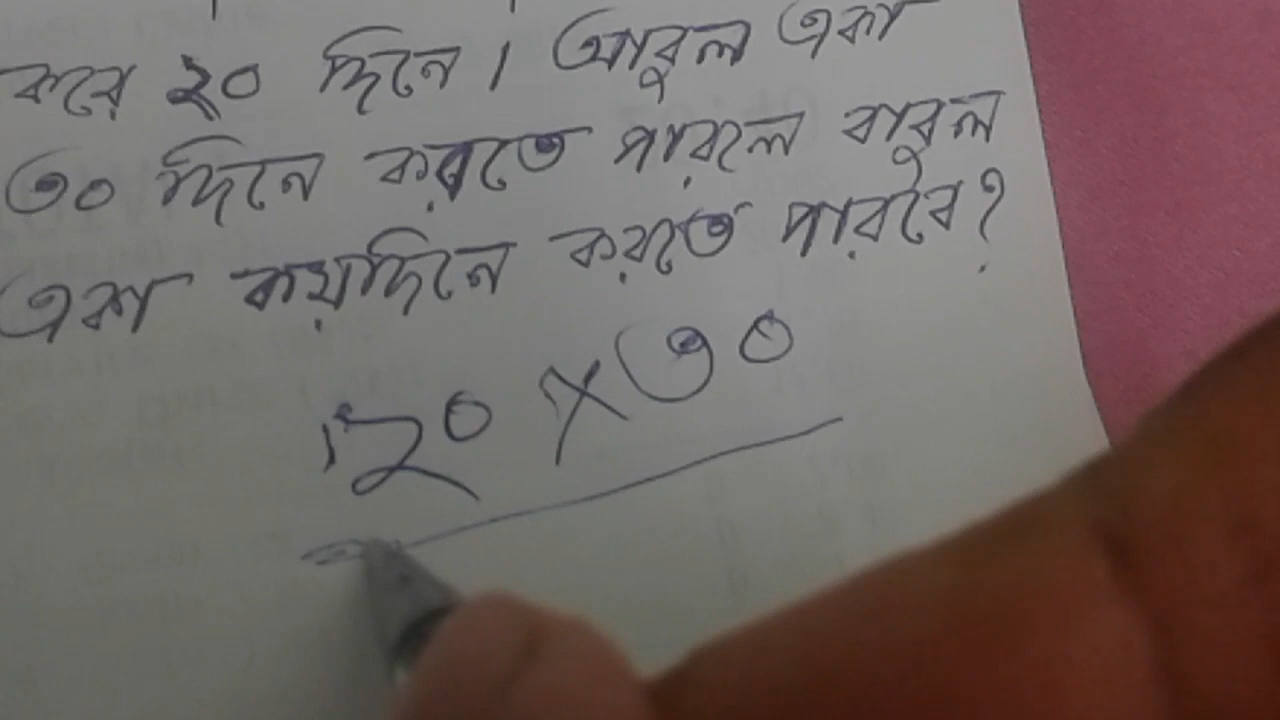 করে ২০ দিনে। আবুল একা
৩০ দিনে করতে পারলে বাবুল
একা কয়দিনে করতে পারবে?
২০ × ৩০